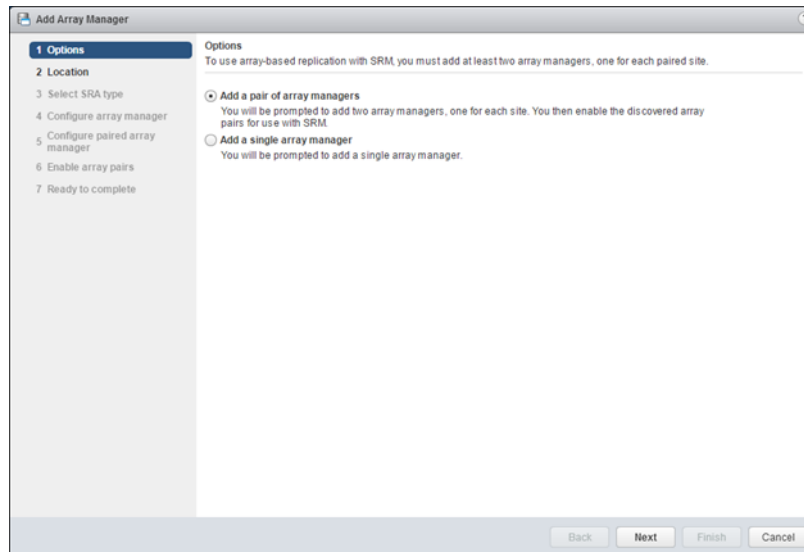 Add Array Manager
1 Options
2 Location
3 Select SRA type
4 Configure array manager
5 Configure paired array
manager
6 Enable array pairs
7 Ready to complete
Options
To use array-based replication with SRM, you must add at least two array managers, one for each paired site.
Add a pair of array managers
You will be prompted to add two array managers, one for each site. You then enable the discovered array
pairs for use with SRM.
Add a single array manager
You will be prompted to add a single array manager.
Back Next Finish Cancel